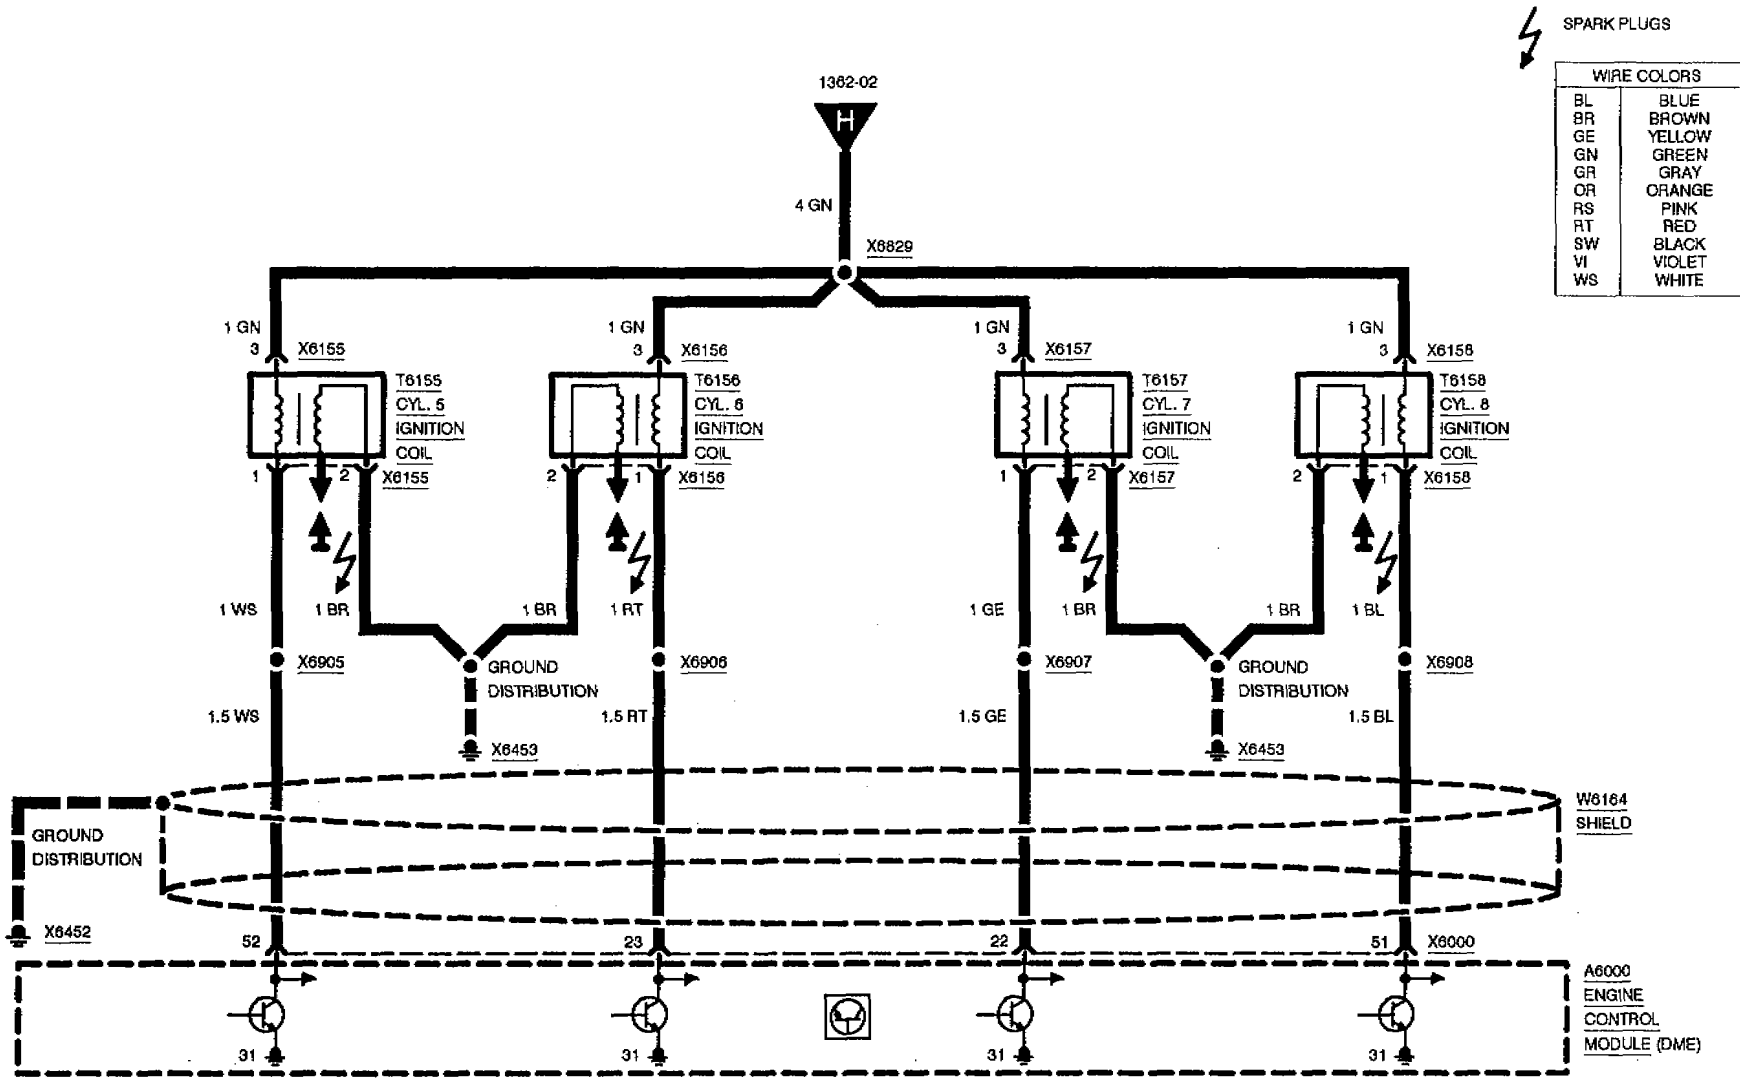 SPARK PLUGS
WIRE COLORS
BL BLUE
BR BROWN
GE YELLOW
GN GREEN
GR GRAY
OR ORANGE
RS PINK
RT RED
SW BLACK
VI VIOLET
WS WHITE
1362-02
H
4 GN
X6829
1 GN
1 GN
1 GN
1 GN
3 X6155
3 X6156
3 X6157
3 X6158
T6155
CYL. 5
IGNITION
COIL
T6156
CYL. 6
IGNITION
COIL
T6157
CYL. 7
IGNITION
COIL
T6158
CYL. 8
IGNITION
COIL
1 2 X6155
2 1 X6156
1 2 X6157
2 1 X6158
1 WS 1 BR 1 BR 1 RT 1 GE 1 BR 1 BR 1 BL
X6905
GROUND
DISTRIBUTION
X6906
X6907
GROUND
DISTRIBUTION
X6908
1.5 WS 1.5 RT 1.5 GE 1.5 BL
X6453
X6453
W6164
SHIELD
GROUND
DISTRIBUTION
X6452
52 23 22 51 X6000
A6000
ENGINE
CONTROL
MODULE (DME)
31 31 31 31